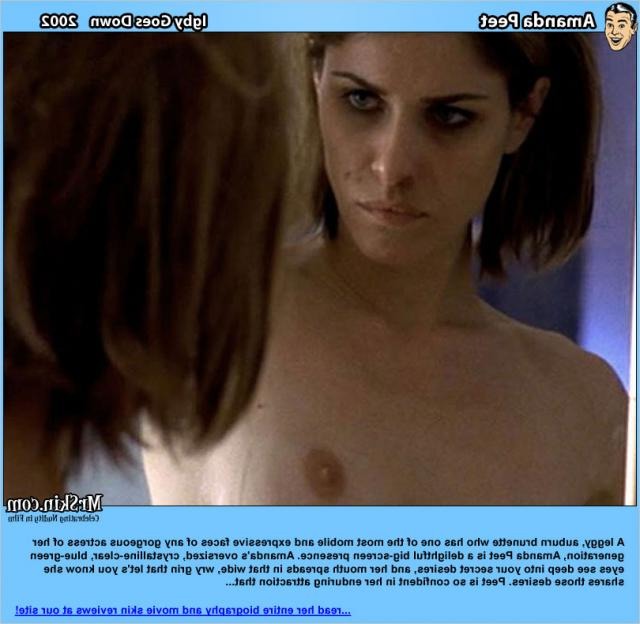 Amanda Peet
Igby Goes Down 2002
Mr.Skin.com
Celebrating Nudity in Film
A leggy, auburn brunette who has one of the most mobile and expressive faces of any gorgeous actress of her
generation, Amanda Peet is a delightful big-screen presence. Amanda's oversized, crystalline-clear, blue-green
eyes see deep into your secret desires, and her mouth spreads in that wide, wry grin that let's you know she
shares those desires. Peet is so confident in her enduring attraction that...
...read her entire biography and movie skin reviews at our site!